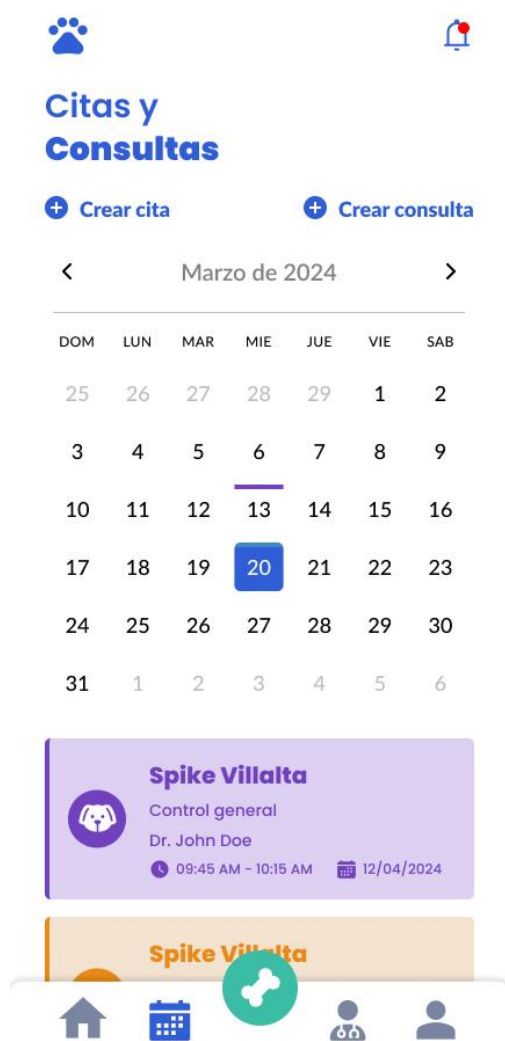 Citas y
Consultas
Crear cita Crear consulta
Marzo de 2024
DOM LUN MAR MIE JUE VIE SAB
25 26 27 28 29 1 2
3 4 5 6 7 8 9
10 11 12 13 14 15 16
17 18 19 20 21 22 23
24 25 26 27 28 29 30
31 1 2 3 4 5 6
Spike Villalta
Control general
Dr. John Doe
09:45 AM - 10:15 AM 12/04/2024
Spike Villalta